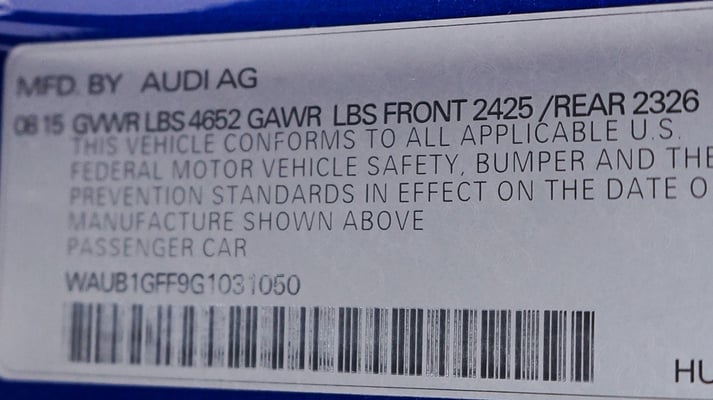 MFD. BY AUDI AG
08 15 GVWR LBS 4652 GAWR LBS FRONT 2425 /REAR 2326
THIS VEHICLE CONFORMS TO ALL APPLICABLE U.S.
FEDERAL MOTOR VEHICLE SAFETY, BUMPER AND THE
PREVENTION STANDARDS IN EFFECT ON THE DATE O
MANUFACTURE SHOWN ABOVE
PASSENGER CAR
WAUB1GFF9G1031050
HU